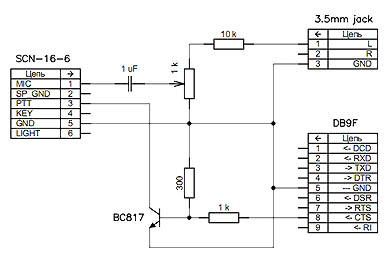 3.5mm jack
Цепь
1 L
2 R
3 GND
10 k
SCN-16-6
Цепь
MIC 1
SP_GND 2
PTT 3
KEY 4
GND 5
LIGHT 6
1 uF
1 k
DB9F
Цепь
1 <- DCD
2 <- RXD
3 -> TXD
4 -> DTR
5 --- GND
6 <- DSR
7 -> RTS
8 <- CTS
9 <- RI
300
BC817
1 k